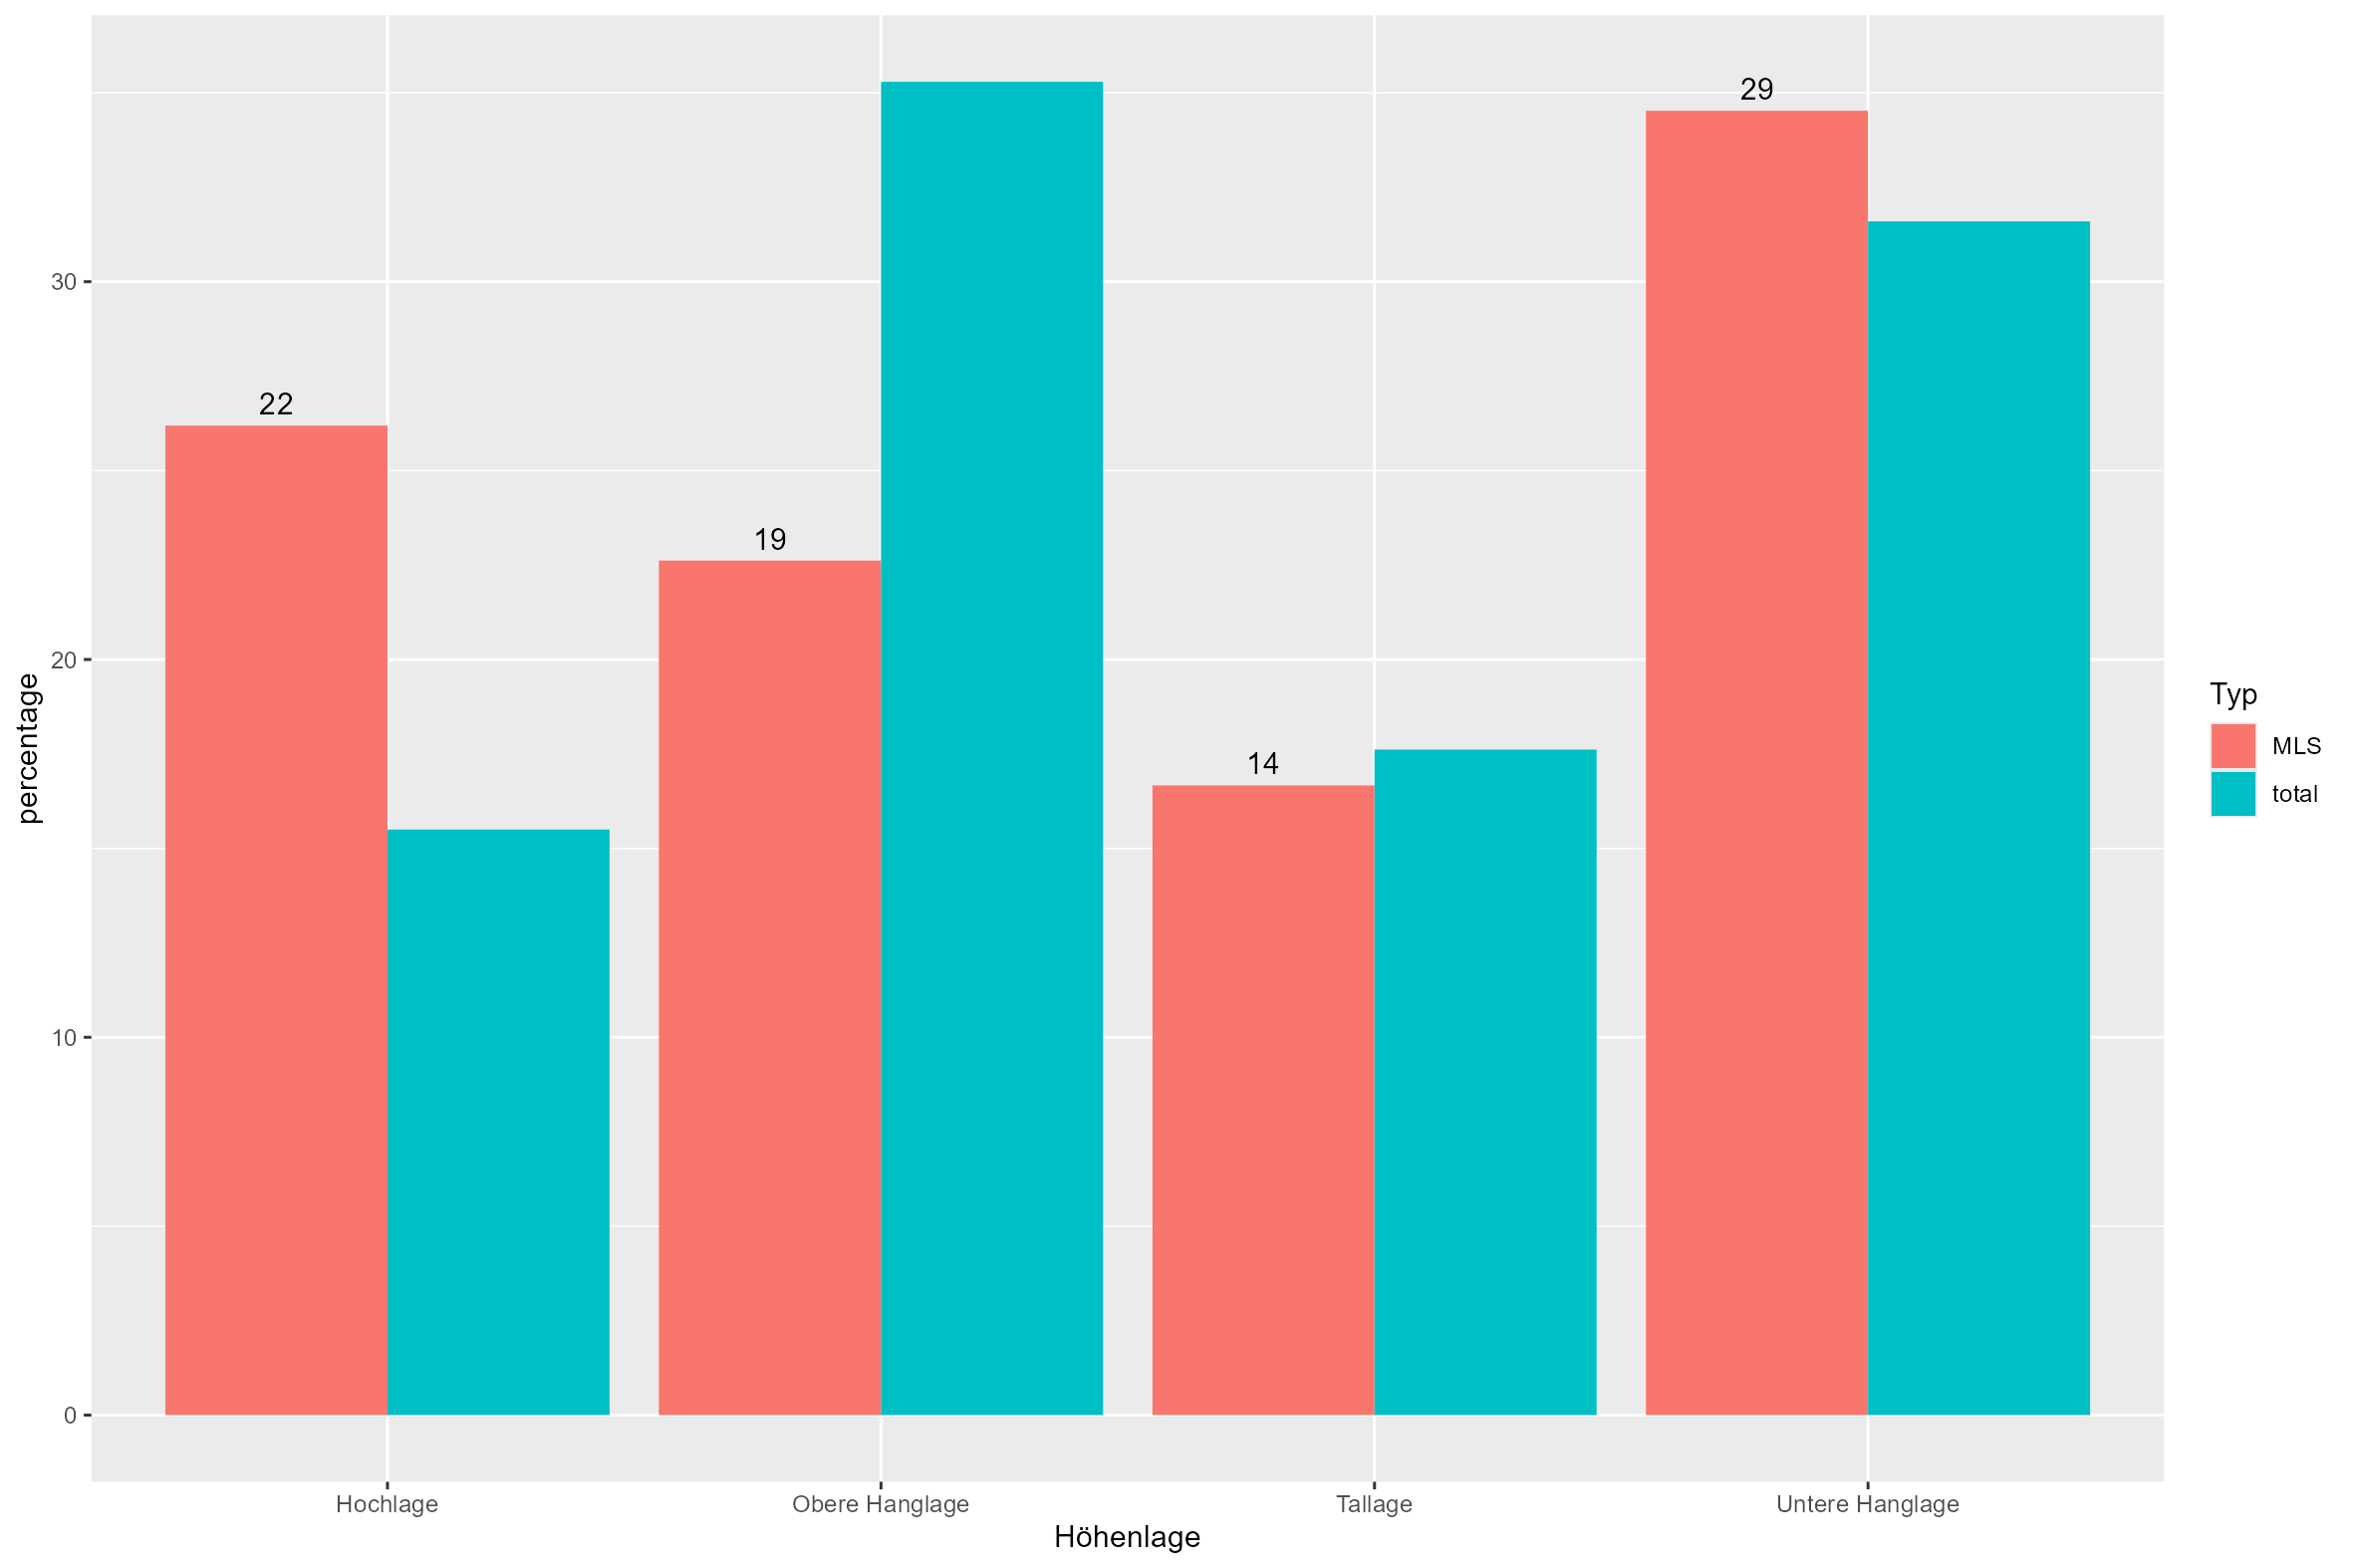 29
22
19
14
30
20
10
0
percentage
Hochlage
Obere Hanglage
Tallage
Untere Hanglage
Höhenlage
Typ
MLS
total